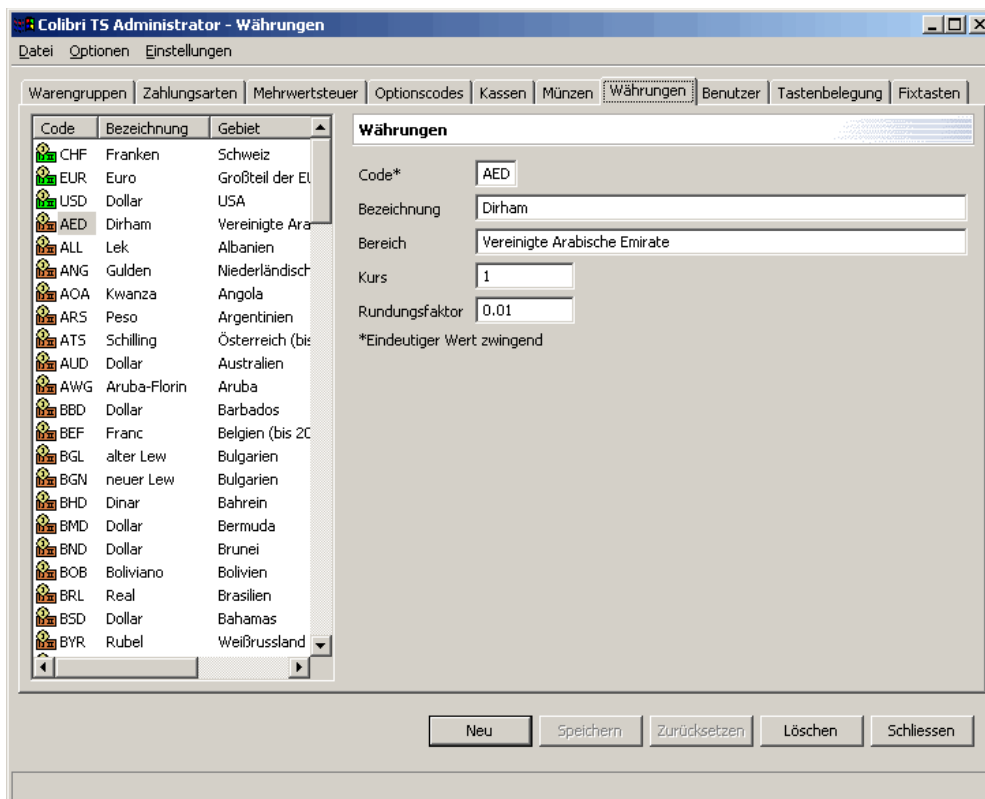 Colibri TS Administrator - Währungen
Datei Optionen Einstellungen
Warengruppen Zahlungsarten Mehrwertsteuer Optionscodes Kassen Münzen Währungen Benutzer Tastenbelegung Fixtasten
Code Bezeichnung Gebiet
CHF Franken Schweiz
EUR Euro Großteil der EU
USD Dollar USA
AED Dirham Vereinigte Ara
ALL Lek Albanien
ANG Gulden Niederländisch
AOA Kwanza Angola
ARS Peso Argentinien
ATS Schilling Österreich (bis
AUD Dollar Australien
AWG Aruba-Florin Aruba
BBD Dollar Barbados
BEF Franc Belgien (bis 20
BGL alter Lew Bulgarien
BGN neuer Lew Bulgarien
BHD Dinar Bahrein
BMD Dollar Bermuda
BND Dollar Brunei
BOB Boliviano Bolivien
BRL Real Brasilien
BSD Dollar Bahamas
BYR Rubel Weißrussland
Währungen
Code* AED
Bezeichnung Dirham
Bereich Vereinigte Arabische Emirate
Kurs 1
Rundungsfaktor 0.01
*Eindeutiger Wert zwingend
Neu Speichern Zurücksetzen Löschen Schliessen